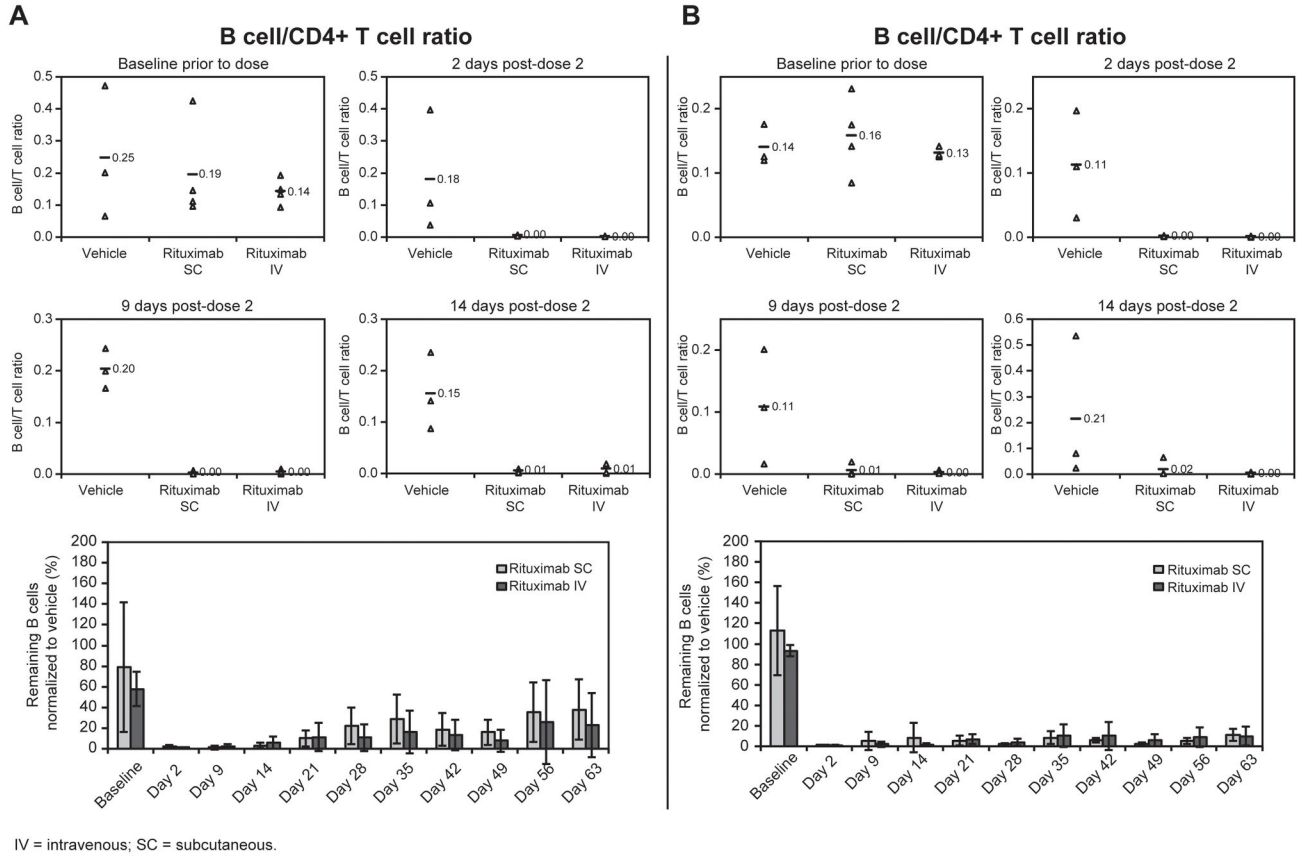 A
B cell/CD4+ T cell ratio
Baseline prior to dose
B cell/T cell ratio
0.5
0.4
0.3
0.2
0.1
0.0
0.25
0.19
0.14
Vehicle
Rituximab SC
Rituximab IV
2 days post-dose 2
B cell/T cell ratio
0.5
0.4
0.3
0.2
0.1
0.0
0.18
0.00
0.00
Vehicle
Rituximab SC
Rituximab IV
9 days post-dose 2
B cell/T cell ratio
0.3
0.2
0.1
0.0
0.20
0.00
0.00
Vehicle
Rituximab SC
Rituximab IV
14 days post-dose 2
B cell/T cell ratio
0.3
0.2
0.1
0.0
0.15
0.01
0.01
Vehicle
Rituximab SC
Rituximab IV
Remaining B cells
normalized to vehicle (%)
200
180
160
140
120
100
80
60
40
20
0
Rituximab SC
Rituximab IV
Baseline
Day 2
Day 9
Day 14
Day 21
Day 28
Day 35
Day 42
Day 49
Day 56
Day 63
B
B cell/CD4+ T cell ratio
Baseline prior to dose
B cell/T cell ratio
0.2
0.1
0.0
0.14
0.16
0.13
Vehicle
Rituximab SC
Rituximab IV
2 days post-dose 2
B cell/T cell ratio
0.2
0.1
0.0
0.11
0.00
0.00
Vehicle
Rituximab SC
Rituximab IV
9 days post-dose 2
B cell/T cell ratio
0.2
0.1
0.0
0.11
0.01
0.00
Vehicle
Rituximab SC
Rituximab IV
14 days post-dose 2
B cell/T cell ratio
0.6
0.5
0.4
0.3
0.2
0.1
0.0
0.21
0.02
0.00
Vehicle
Rituximab SC
Rituximab IV
Remaining B cells
normalized to vehicle (%)
200
180
160
140
120
100
80
60
40
20
0
Rituximab SC
Rituximab IV
Baseline
Day 2
Day 9
Day 14
Day 21
Day 28
Day 35
Day 42
Day 49
Day 56
Day 63
IV = intravenous; SC = subcutaneous.